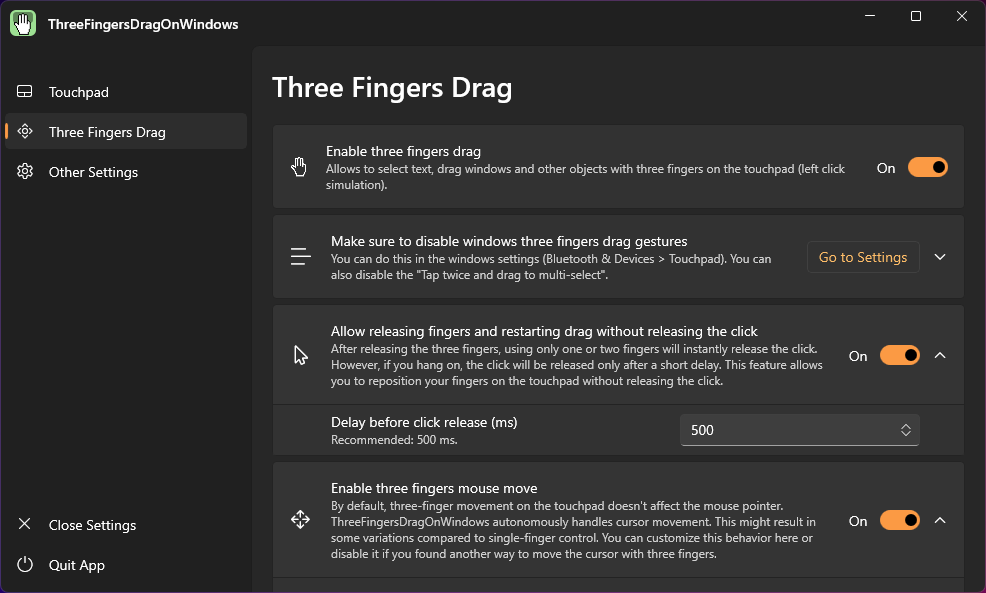 ThreeFingersDragOnWindows
Touchpad
Three Fingers Drag
Other Settings
Close Settings
Quit App
Three Fingers Drag
Enable three fingers drag
Allows to select text, drag windows and other objects with three fingers on the touchpad (left click
simulation).
On
Make sure to disable windows three fingers drag gestures
You can do this in the windows settings (Bluetooth & Devices > Touchpad). You can
also disable the "Tap twice and drag to multi-select".
Go to Settings
Allow releasing fingers and restarting drag without releasing the click
After releasing the three fingers, using only one or two fingers will instantly release the click.
However, if you hang on, the click will be released only after a short delay. This feature allows
you to reposition your fingers on the touchpad without releasing the click.
On
Delay before click release (ms)
Recommended: 500 ms.
500
Enable three fingers mouse move
By default, three-finger movement on the touchpad doesn't affect the mouse pointer.
ThreeFingersDragOnWindows autonomously handles cursor movement. This might result in
some variations compared to single-finger control. You can customize this behavior here or
disable it if you found another way to move the cursor with three fingers.
On